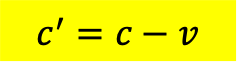 c′ = c − v